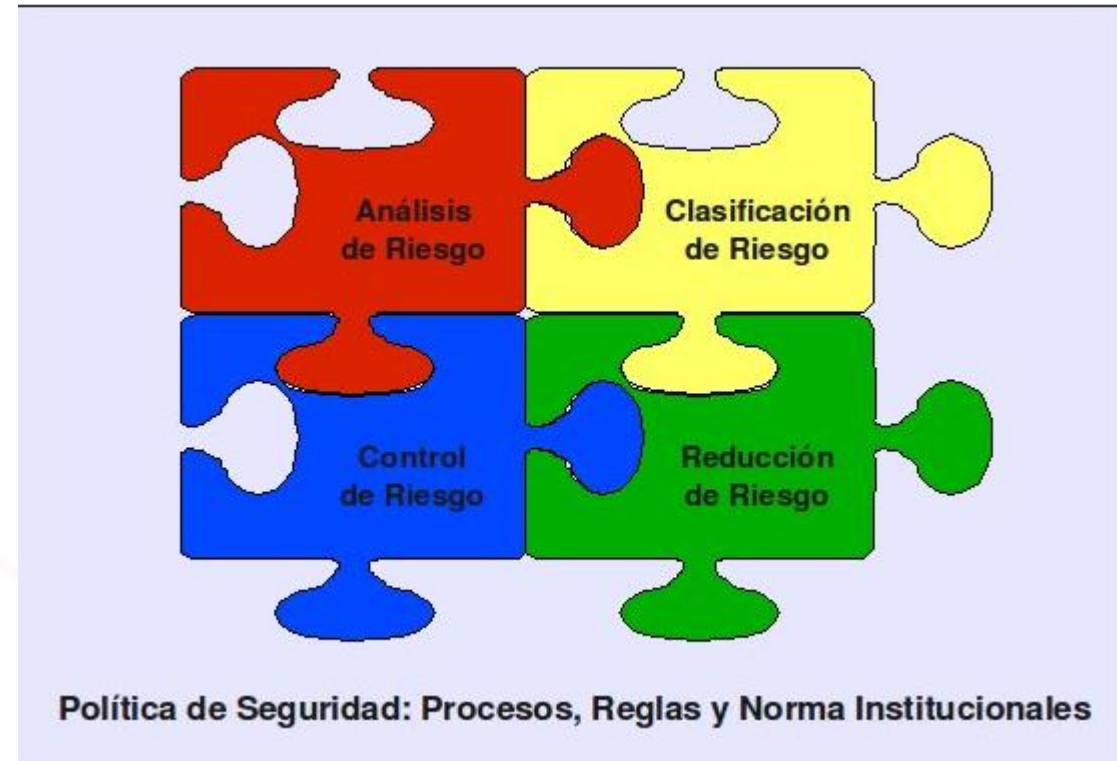 Análisis
de Riesgo
Clasificación
de Riesgo
Control
de Riesgo
Reducción
de Riesgo
Política de Seguridad: Procesos, Reglas y Norma Institucionales